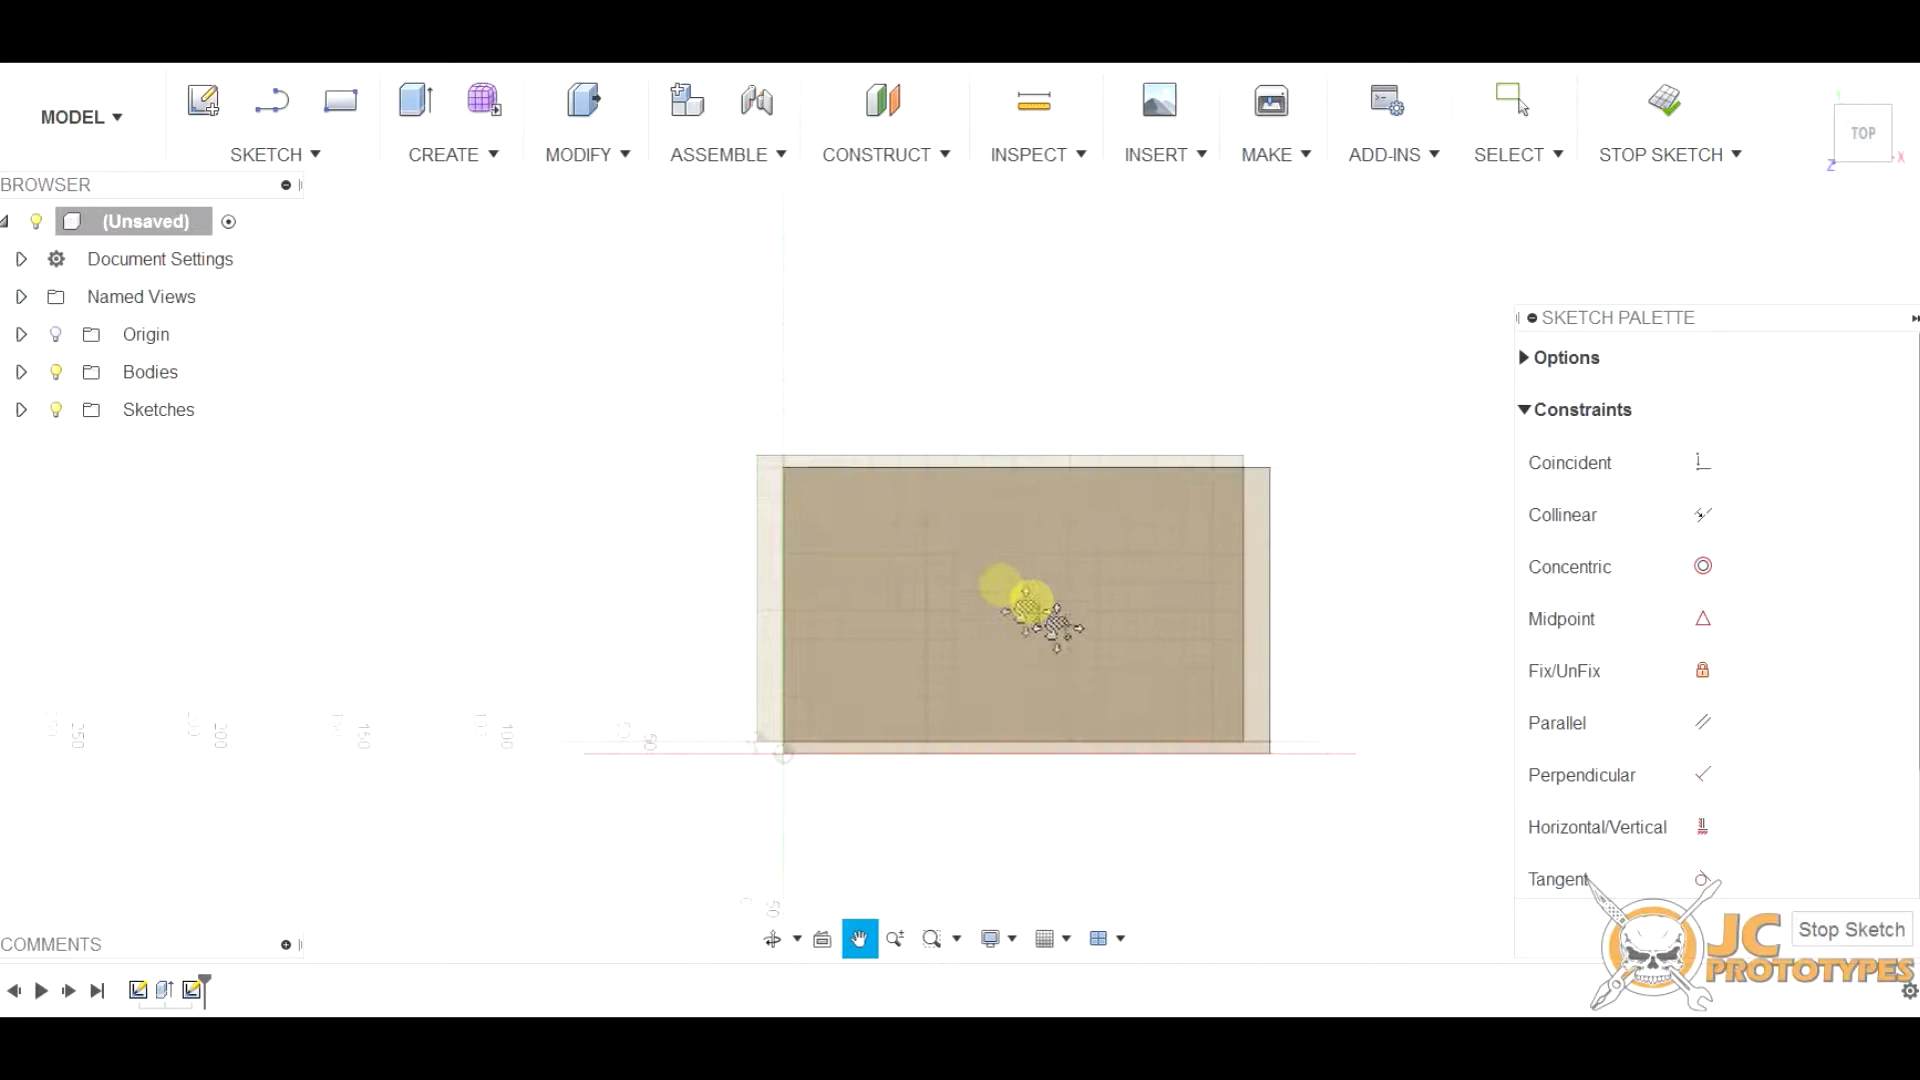 MODEL
SKETCH
CREATE
MODIFY
ASSEMBLE
CONSTRUCT
INSPECT
INSERT
MAKE
ADD-INS
SELECT
STOP SKETCH
TOP
X
Z
BROWSER
(Unsaved)
Document Settings
Named Views
Origin
Bodies
Sketches
SKETCH PALETTE
Options
Constraints
Coincident
Collinear
Concentric
Midpoint
Fix/UnFix
Parallel
Perpendicular
Horizontal/Vertical
Tangent
250
200
150
100
50
50
COMMENTS
Stop Sketch
JC
PROTOTYPES